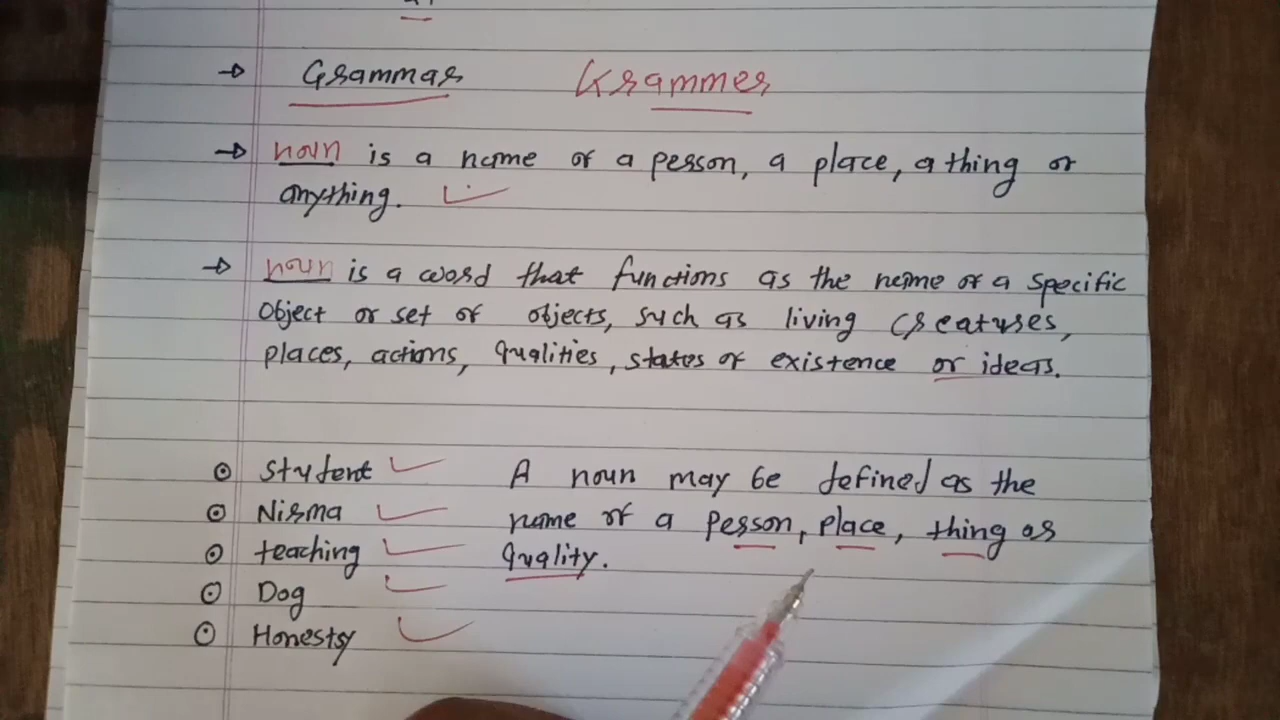 → Grammar Krammer
→ noun is a name of a person, a place, a thing or
anything.
→ noun is a word that functions as the name of a specific
object or set of objects, such as living creatures,
places, actions, qualities, states of existence or ideas.
student
Nirma
teaching
Dog
Honesty
A noun may be defined as the
name of a person, place, thing or
quality.